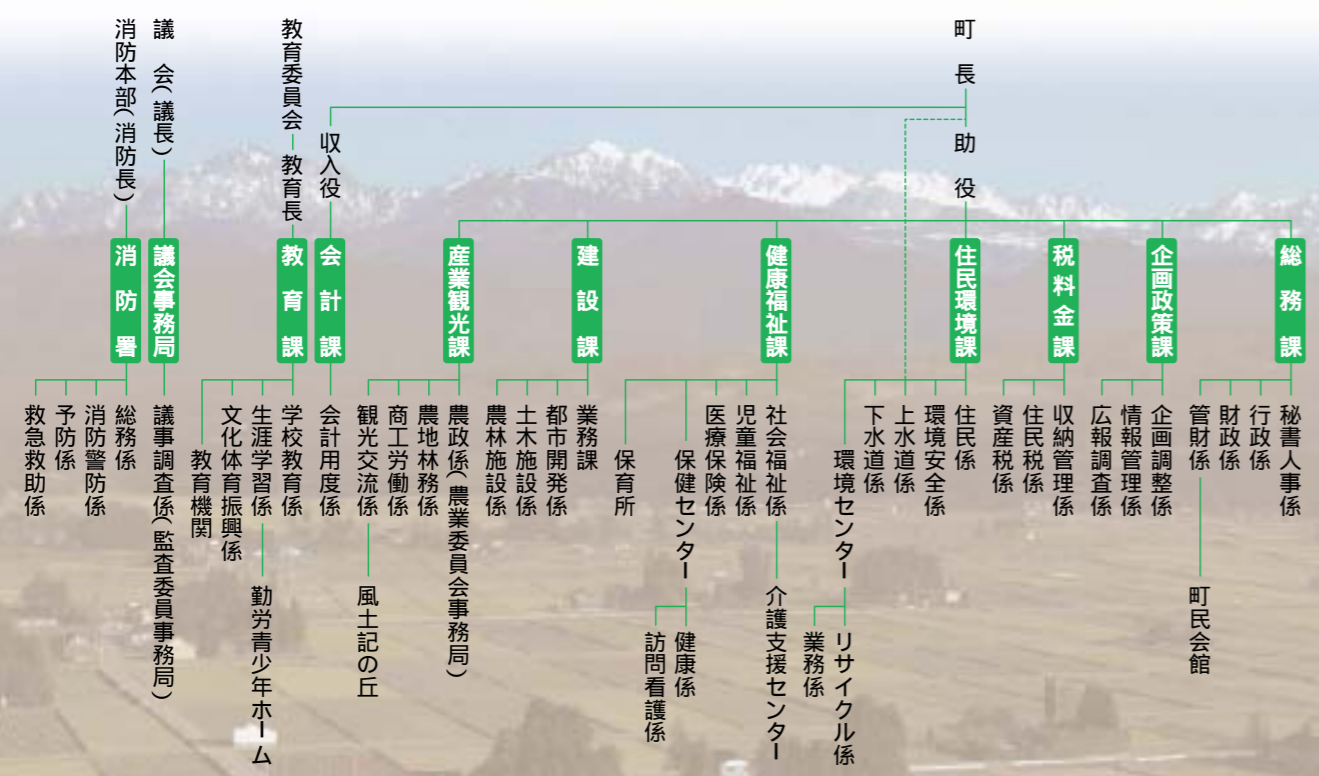 町長
助役
収入役
教育委員会
教育長
議会(議長)
消防本部(消防長)
総務課
企画政策課
税料金課
住民環境課
健康福祉課
建設課
産業観光課
会計課
教育課
議会事務局
消防署
秘書人事係
行政係
財政係
管財係
町民会館
企画調整係
情報管理係
広報調査係
収納管理係
住民税係
資産税係
住民係
環境安全係
上水道係
下水道係
環境センター
リサイクル係
業務係
社会福祉係
介護支援センター
児童福祉係
医療保険係
保健センター
健康係
訪問看護係
保育所
業務課
都市開発係
土木施設係
農林施設係
農政係(農業委員会事務局)
農地林務係
商工労働係
観光交流係
風土記の丘
会計用度係
学校教育係
生涯学習係
勤労青少年ホーム
文化体育振興係
教育機関
議事調査係(監査委員事務局)
総務係
消防警防係
予防係
救急救助係